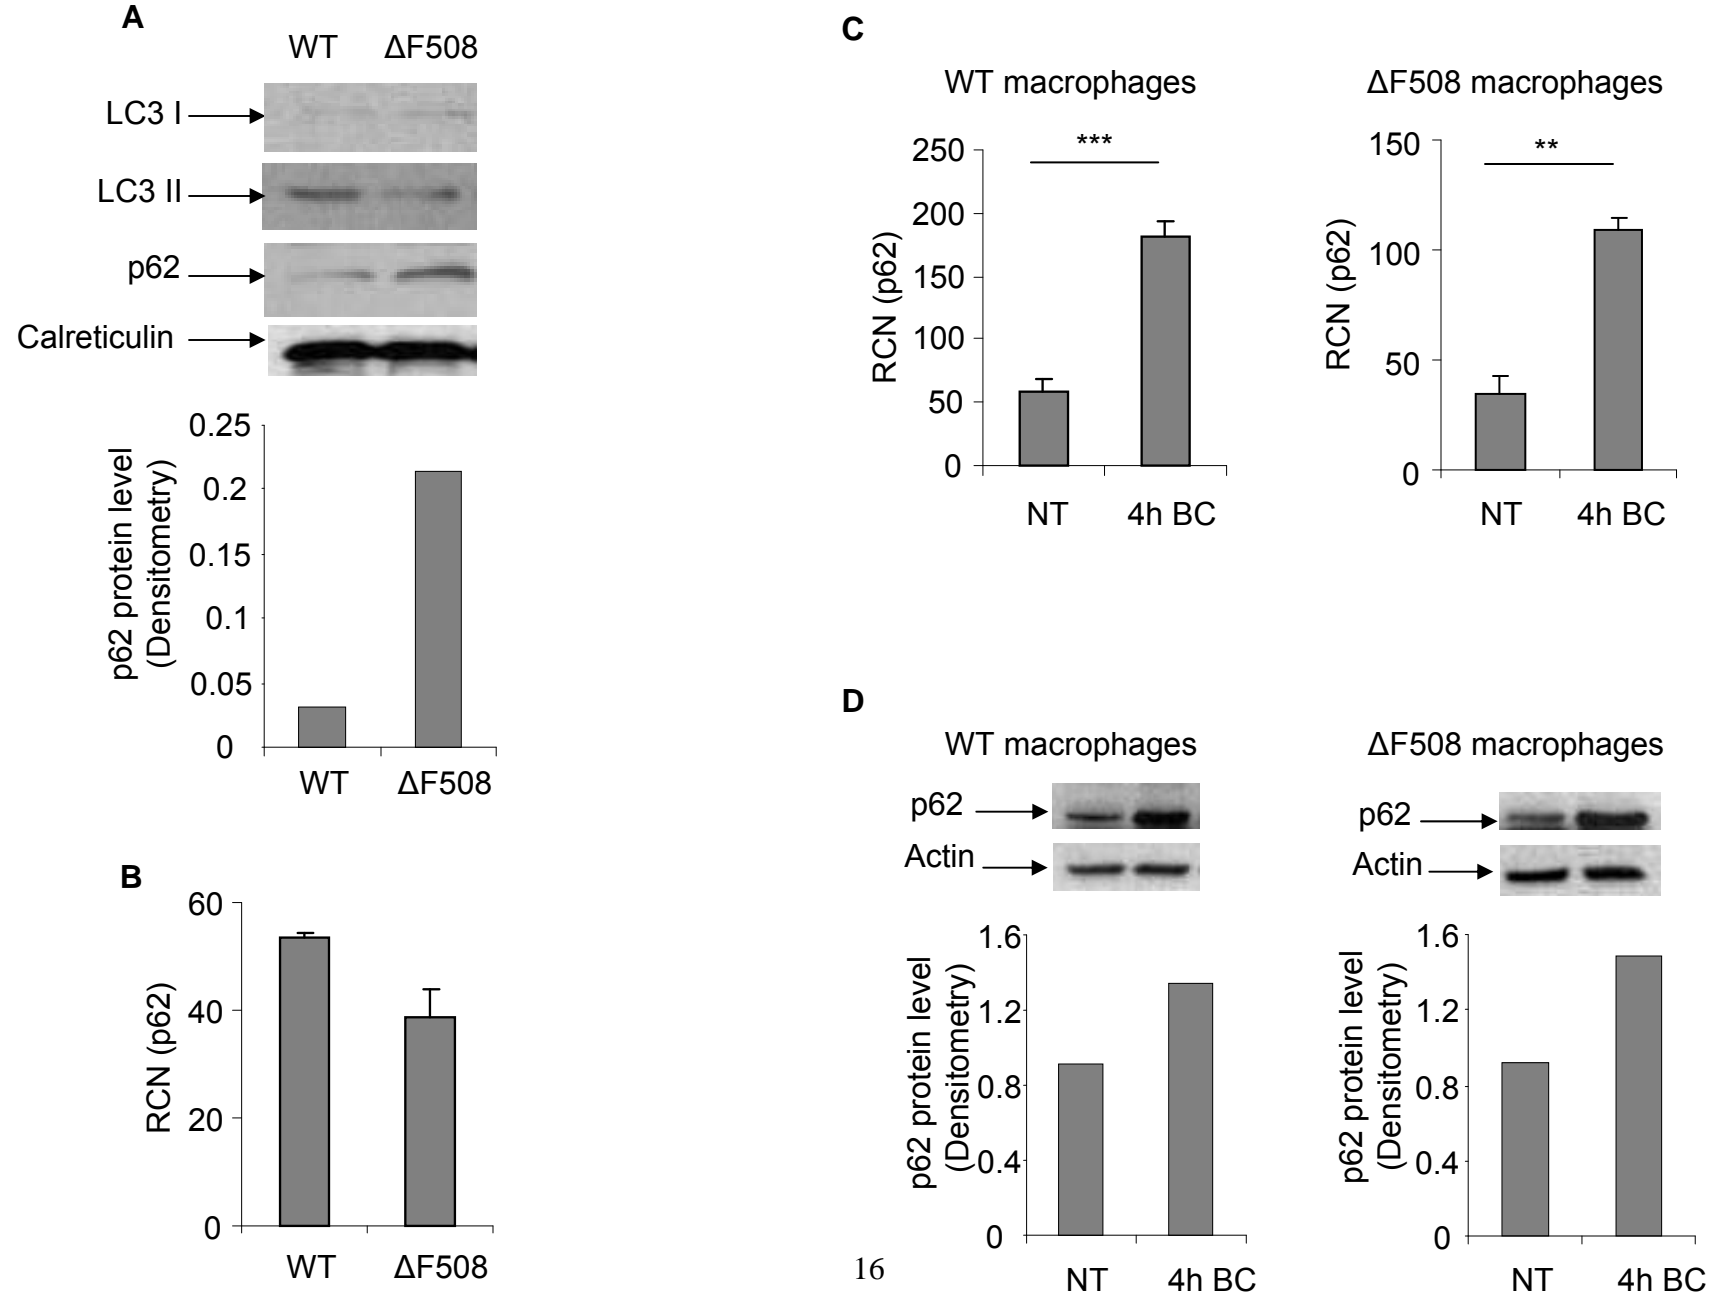 A
WT ΔF508
LC3 I
LC3 II
p62
Calreticulin
0.25
0.2
0.15
0.1
0.05
0
p62 protein level
(Densitometry)
WT ΔF508
B
60
40
20
0
RCN (p62)
WT ΔF508
C
WT macrophages
***
250
200
150
100
50
0
RCN (p62)
NT 4h BC
ΔF508 macrophages
**
150
100
50
0
RCN (p62)
NT 4h BC
D
WT macrophages
p62
Actin
1.6
1.2
0.8
0.4
0
p62 protein level
(Densitometry)
NT 4h BC
ΔF508 macrophages
p62
Actin
1.6
1.2
0.8
0.4
0
p62 protein level
(Densitometry)
NT 4h BC
16